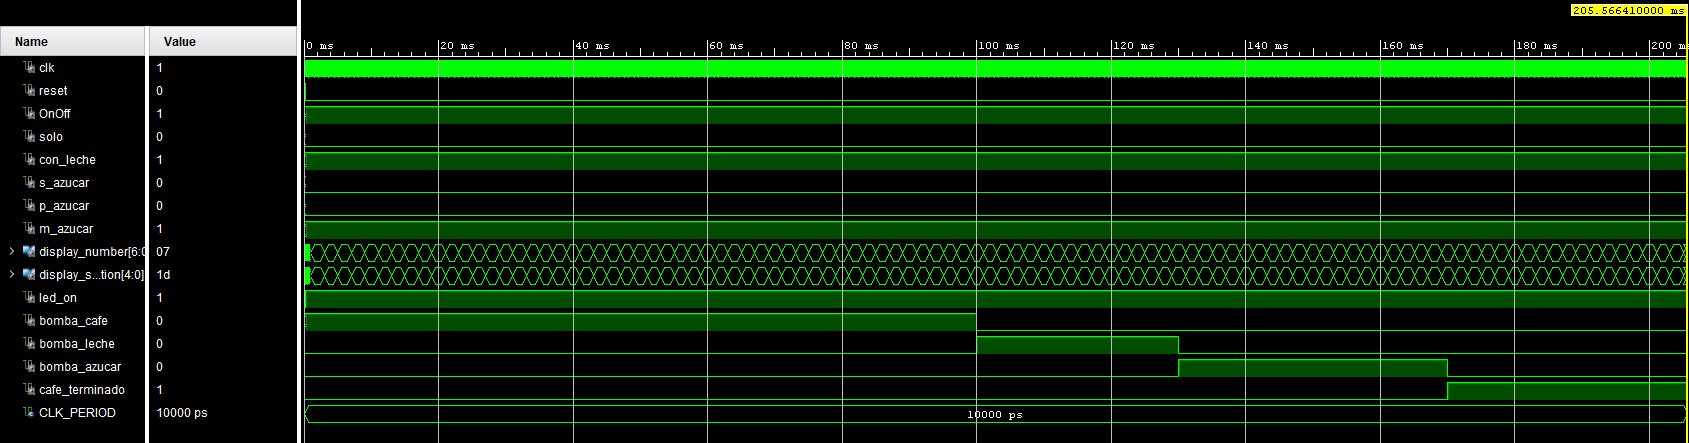 205.566410000 ms
Name Value
0 ms 20 ms 40 ms 60 ms 80 ms 100 ms 120 ms 140 ms 160 ms 180 ms 200 m
clk 1
reset 0
OnOff 1
solo 0
con_leche 1
s_azucar 0
p_azucar 0
m_azucar 1
display_number[6:0 07
display_s...tion[4:0] 1d
led_on 1
bomba_cafe 0
bomba_leche 0
bomba_azucar 0
cafe_terminado 1
CLK_PERIOD 10000 ps 10000 ps